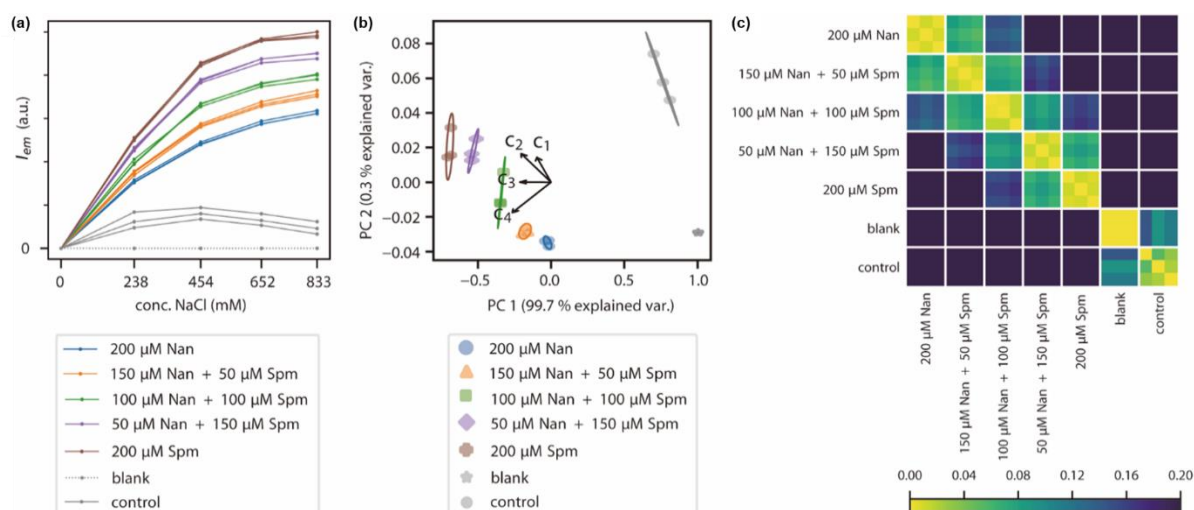 (a)
I_em (a.u.)
0
0 238 454 652 833
conc. NaCl (mM)
200 µM Nan
150 µM Nan + 50 µM Spm
100 µM Nan + 100 µM Spm
50 µM Nan + 150 µM Spm
200 µM Spm
blank
control
(b)
PC 2 (0.3 % explained var.)
0.08
0.06
0.04
0.02
0.00
−0.02
−0.04
C2 C1
C3
C4
−0.5 0.0 0.5 1.0
PC 1 (99.7 % explained var.)
200 µM Nan
150 µM Nan + 50 µM Spm
100 µM Nan + 100 µM Spm
50 µM Nan + 150 µM Spm
200 µM Spm
blank
control
(c)
200 µM Nan
150 µM Nan + 50 µM Spm
100 µM Nan + 100 µM Spm
50 µM Nan + 150 µM Spm
200 µM Spm
blank
control
200 µM Nan
150 µM Nan + 50 µM Spm
100 µM Nan + 100 µM Spm
50 µM Nan + 150 µM Spm
200 µM Spm
blank
control
0.00 0.04 0.08 0.12 0.16 0.20